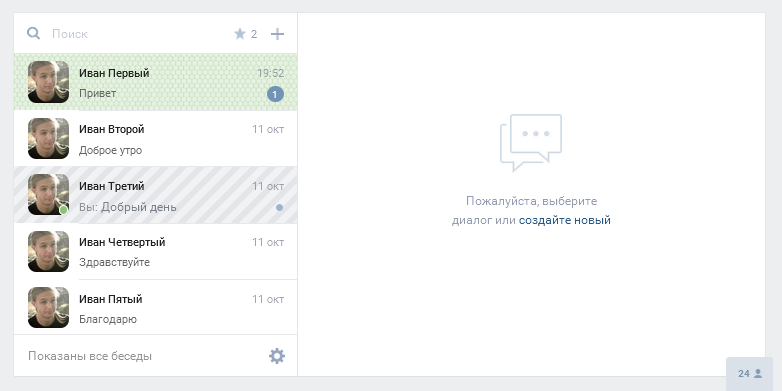 Поиск
2
Иван Первый 19:52
Привет 1
Иван Второй 11 окт
Доброе утро
Иван Третий 11 окт
Вы: Добрый день
Иван Четвертый 11 окт
Здравствуйте
Иван Пятый 11 окт
Благодарю
Показаны все беседы
Пожалуйста, выберите
диалог или создайте новый
24